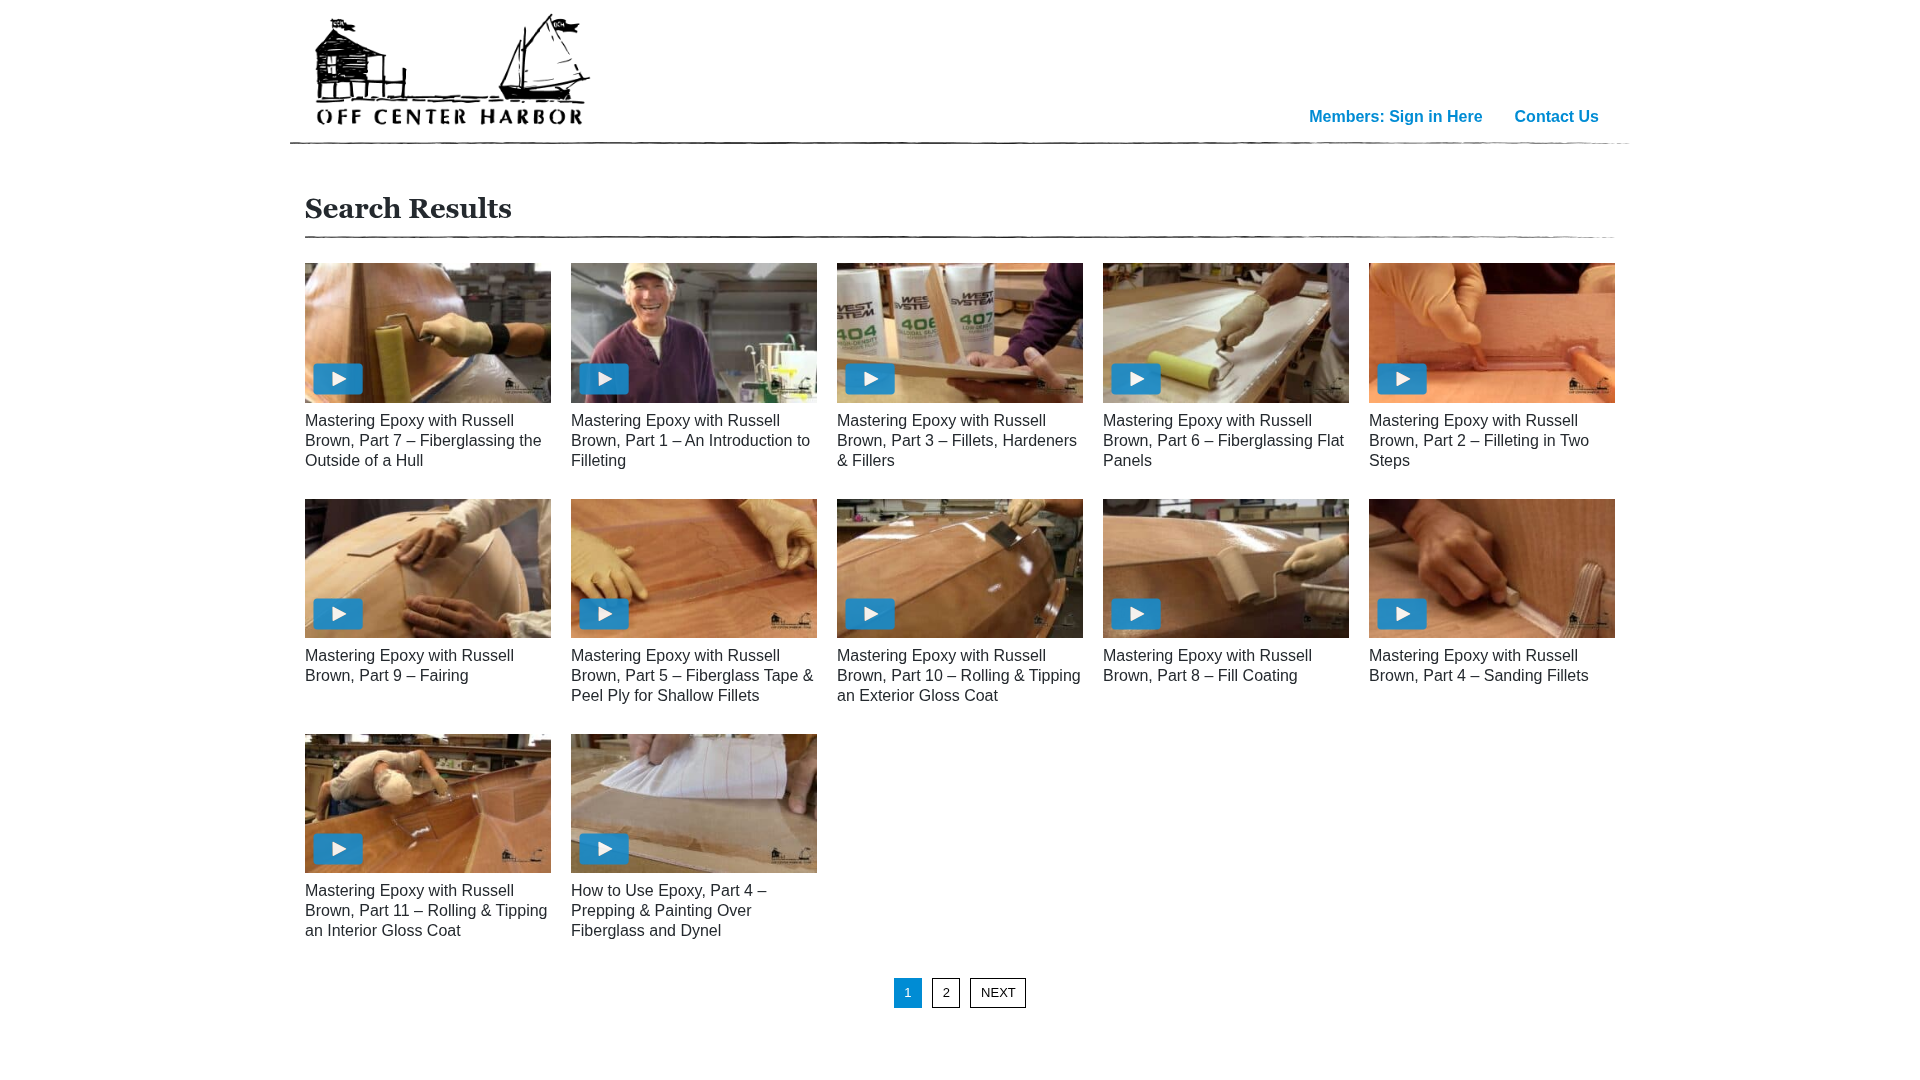 OFF CENTER HARBOR
Members: Sign in Here
Contact Us
Search Results
WEST SYSTEM
404
406
407
Mastering Epoxy with Russell
Brown, Part 7 – Fiberglassing the
Outside of a Hull
Mastering Epoxy with Russell
Brown, Part 1 – An Introduction to
Filleting
Mastering Epoxy with Russell
Brown, Part 3 – Fillets, Hardeners
& Fillers
Mastering Epoxy with Russell
Brown, Part 6 – Fiberglassing Flat
Panels
Mastering Epoxy with Russell
Brown, Part 2 – Filleting in Two
Steps
Mastering Epoxy with Russell
Brown, Part 9 – Fairing
Mastering Epoxy with Russell
Brown, Part 5 – Fiberglass Tape &
Peel Ply for Shallow Fillets
Mastering Epoxy with Russell
Brown, Part 10 – Rolling & Tipping
an Exterior Gloss Coat
Mastering Epoxy with Russell
Brown, Part 8 – Fill Coating
Mastering Epoxy with Russell
Brown, Part 4 – Sanding Fillets
Mastering Epoxy with Russell
Brown, Part 11 – Rolling & Tipping
an Interior Gloss Coat
How to Use Epoxy, Part 4 –
Prepping & Painting Over
Fiberglass and Dynel
1
2
NEXT